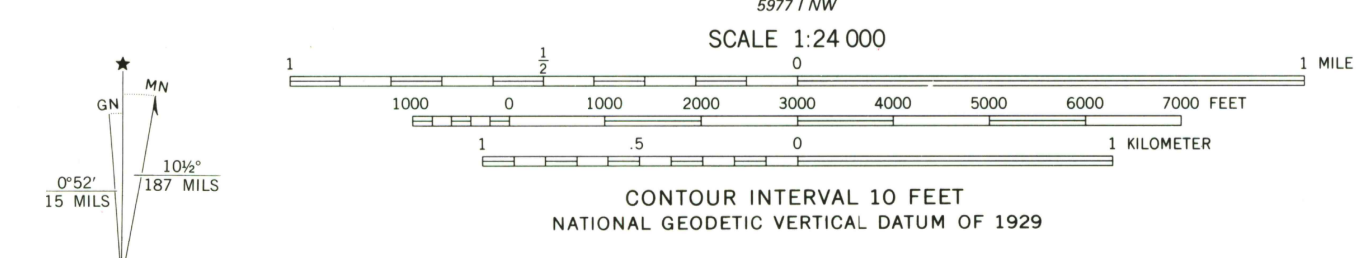 5977 I NW
SCALE 1:24 000
1 ½ 0 1 MILE
1000 0 1000 2000 3000 4000 5000 6000 7000 FEET
1 .5 0 1 KILOMETER
CONTOUR INTERVAL 10 FEET
NATIONAL GEODETIC VERTICAL DATUM OF 1929
★
GN
MN
0°52′
15 MILS
10½°
187 MILS